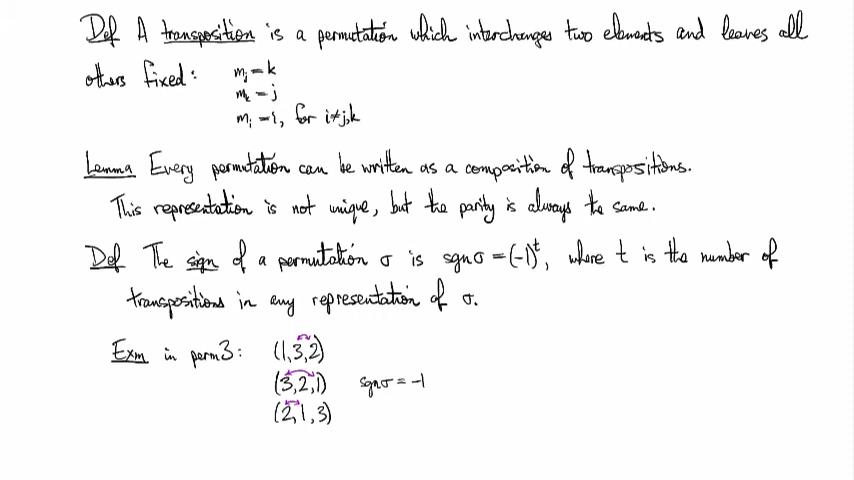 Def A transposition is a permutation which interchanges two elements and leaves all
others fixed: m_j = k
m_k = j
m_i = i, for i≠j,k
Lemma Every permutation can be written as a composition of transpositions.
This representation is not unique, but the parity is always the same.
Def The sign of a permutation σ is sgnσ = (-1)^t, where t is the number of
transpositions in any representation of σ.
Exm in perm3: (1,3,2)
(3,2,1) sgnσ = -1
(2,1,3)